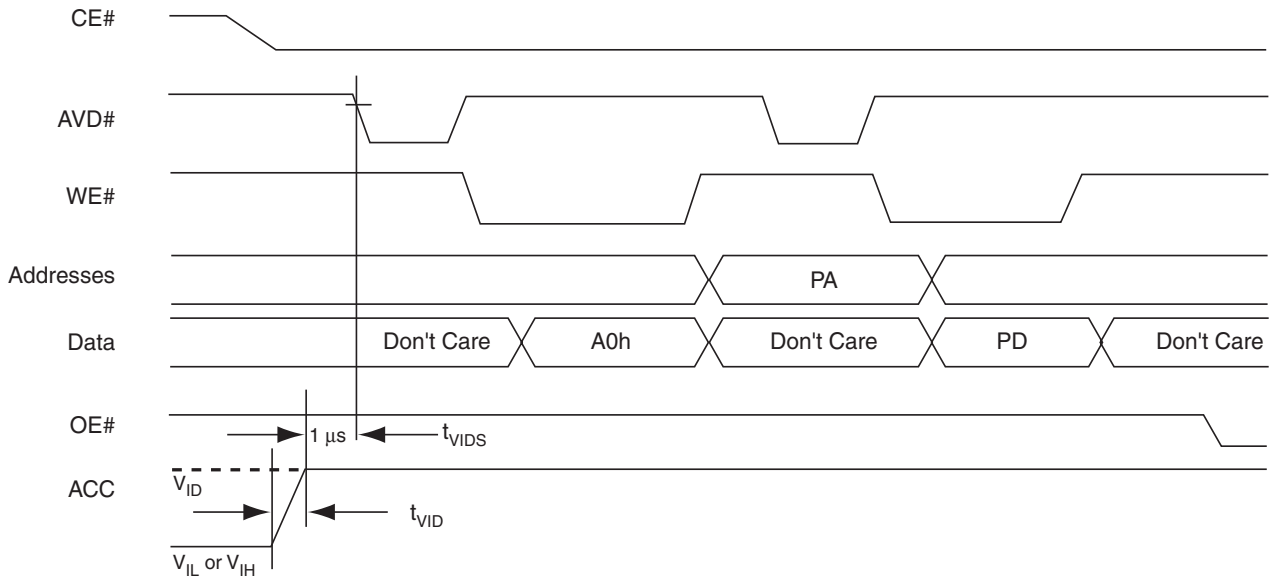 CE#
AVD#
WE#
Addresses
PA
Data
Don't Care
A0h
Don't Care
PD
Don't Care
OE#
1 μs
tVIDS
ACC
VID
tVID
VIL or VIH